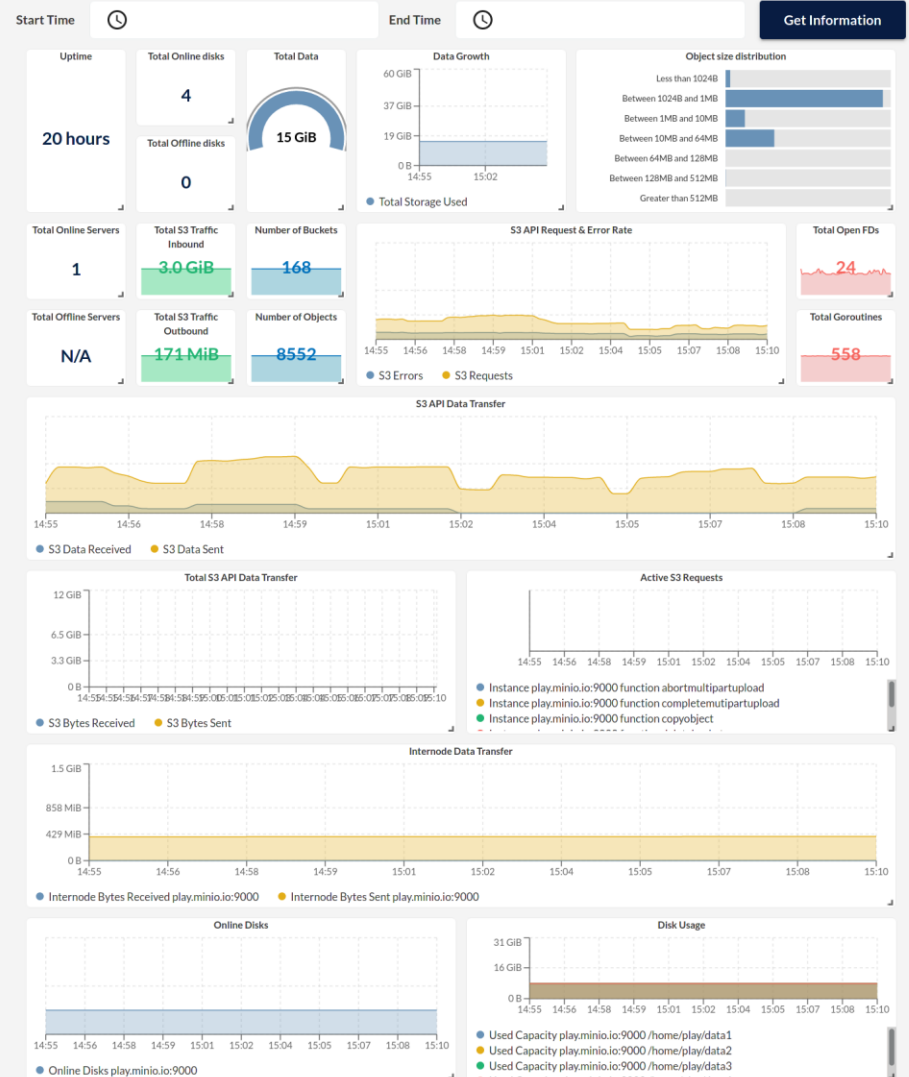 Start Time
End Time
Get Information
Uptime
20 hours
Total Online disks
4
Total Offline disks
0
Total Data
15 GiB
Data Growth
60 GiB
37 GiB
19 GiB
0 B
14:55 15:02
Total Storage Used
Object size distribution
Less than 1024B
Between 1024B and 1MB
Between 1MB and 10MB
Between 10MB and 64MB
Between 64MB and 128MB
Between 128MB and 512MB
Greater than 512MB
Total Online Servers
1
Total Offline Servers
N/A
Total S3 Traffic
Inbound
3.0 GiB
Total S3 Traffic
Outbound
171 MiB
Number of Buckets
168
Number of Objects
8552
S3 API Request & Error Rate
14:55 14:56 14:58 14:59 15:01 15:02 15:04 15:05 15:07 15:08 15:10
S3 Errors S3 Requests
Total Open FDs
24
Total Goroutines
558
S3 API Data Transfer
14:55 14:56 14:58 14:59 15:01 15:02 15:04 15:05 15:07 15:08 15:10
S3 Data Received S3 Data Sent
Total S3 API Data Transfer
12 GiB
6.5 GiB
3.3 GiB
0 B
S3 Bytes Received S3 Bytes Sent
Active S3 Requests
14:55 14:56 14:58 14:59 15:01 15:02 15:04 15:05 15:07 15:08 15:10
Instance play.minio.io:9000 function abortmultipartupload
Instance play.minio.io:9000 function completemutipartupload
Instance play.minio.io:9000 function copyobject
Internode Data Transfer
1.5 GiB
858 MiB
429 MiB
0 B
14:55 14:56 14:58 14:59 15:01 15:02 15:04 15:05 15:07 15:08 15:10
Internode Bytes Received play.minio.io:9000 Internode Bytes Sent play.minio.io:9000
Online Disks
14:55 14:56 14:58 14:59 15:01 15:02 15:04 15:05 15:07 15:08 15:10
Online Disks play.minio.io:9000
Disk Usage
31 GiB
16 GiB
0 B
14:55 14:56 14:58 14:59 15:01 15:02 15:04 15:05 15:07 15:08 15:10
Used Capacity play.minio.io:9000 /home/play/data1
Used Capacity play.minio.io:9000 /home/play/data2
Used Capacity play.minio.io:9000 /home/play/data3